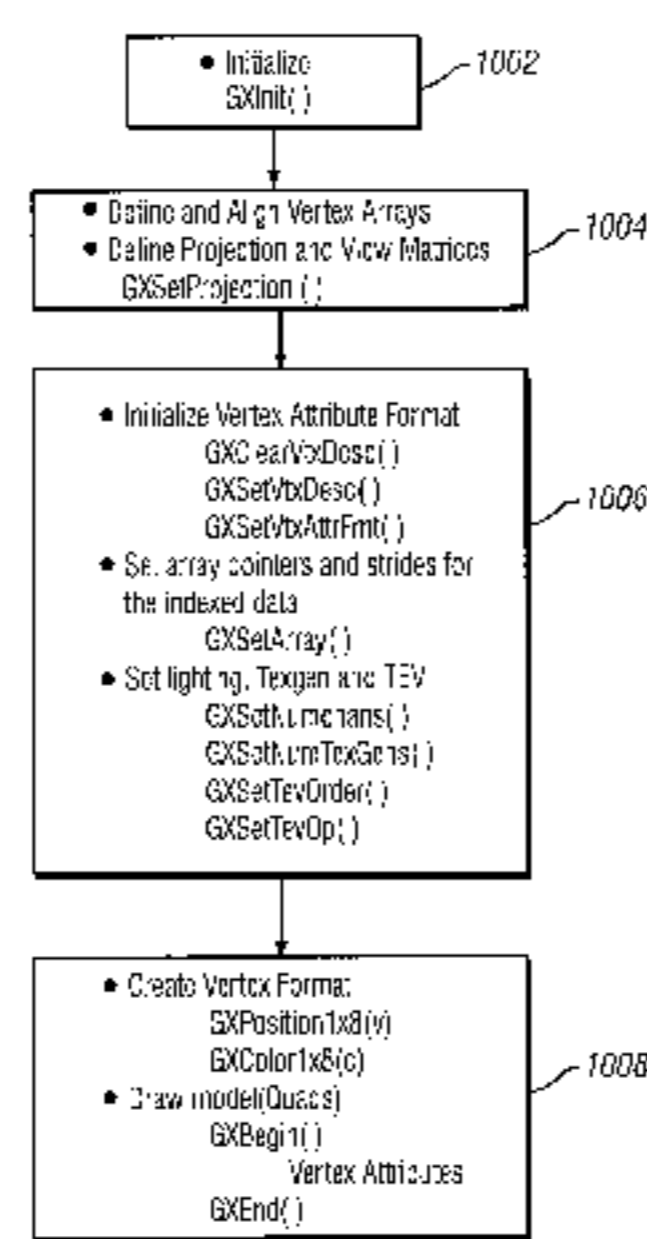 • Initialize
GXInit( )
1002
• Define and Align Vertex Arrays
• Define Projection and View Matrices
GXSetProjection ( )
1004
• Initialize Vertex Attribute Format
GXClearVtxDesc( )
GXSetVtxDesc( )
GXSetVtxAttrFmt( )
• Set array pointers and strides for
the indexed data
GXSetArray( )
• Set lighting, Texgen and TEV
GXSetNumchans( )
GXSetNumTexGens( )
GXSetTevOrder( )
GXSetTevOp( )
1006
• Create Vertex Format
GXPosition1x8(v)
GXColor1x8(c)
• Draw model(Quads)
GXBegin( )
Vertex Attributes
GXEnd( )
1008